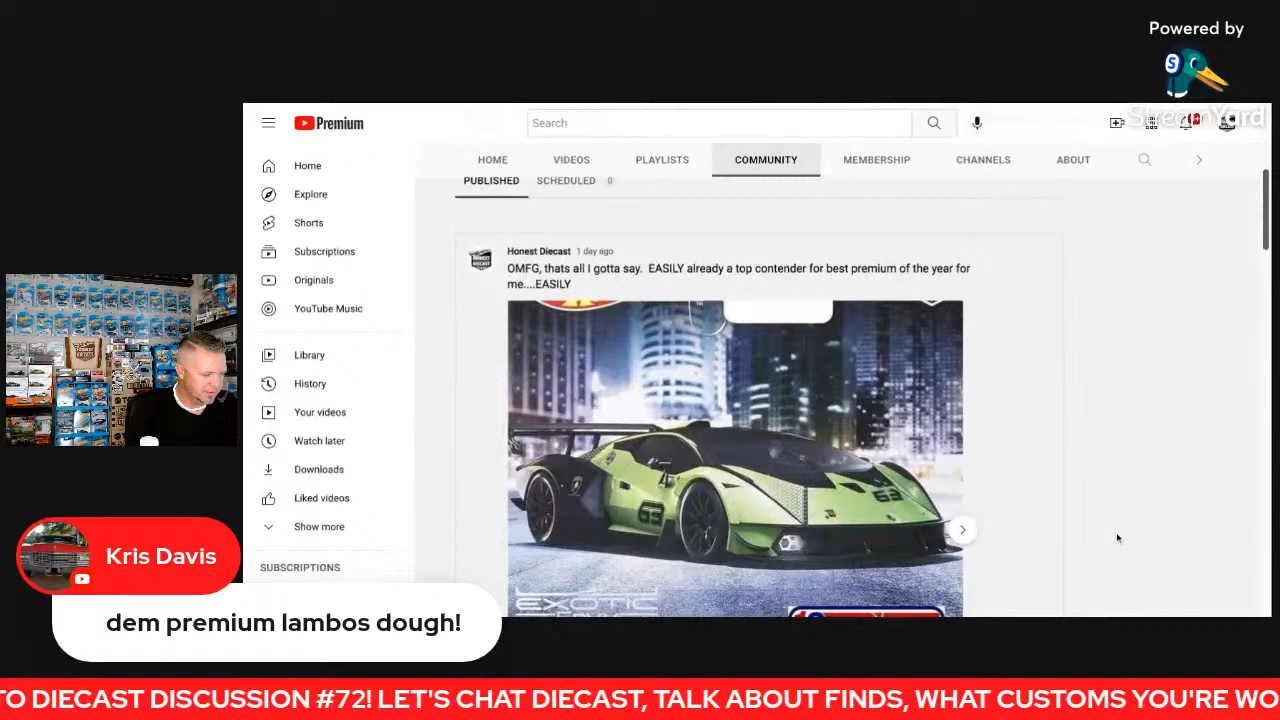 Powered by
S
StreamYard
Premium
Search
HOME
VIDEOS
PLAYLISTS
COMMUNITY
MEMBERSHIP
CHANNELS
ABOUT
PUBLISHED
SCHEDULED 0
Home
Explore
Shorts
Subscriptions
Originals
YouTube Music
Library
History
Your videos
Watch later
Downloads
Liked videos
Show more
SUBSCRIPTIONS
Honest Diecast 1 day ago
OMFG, thats all I gotta say. EASILY already a top contender for best premium of the year for
me....EASILY
63
63
EXOTIC
Kris Davis
dem premium lambos dough!
TO DIECAST DISCUSSION #72! LET'S CHAT DIECAST, TALK ABOUT FINDS, WHAT CUSTOMS YOU'RE WO